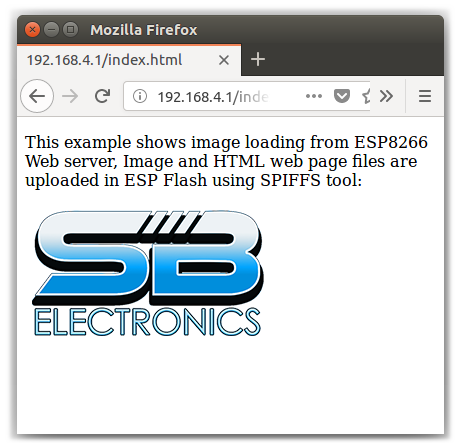 Mozilla Firefox
192.168.4.1/index.html
192.168.4.1/inde
This example shows image loading from ESP8266
Web server, Image and HTML web page files are
uploaded in ESP Flash using SPIFFS tool:
SB
ELECTRONICS